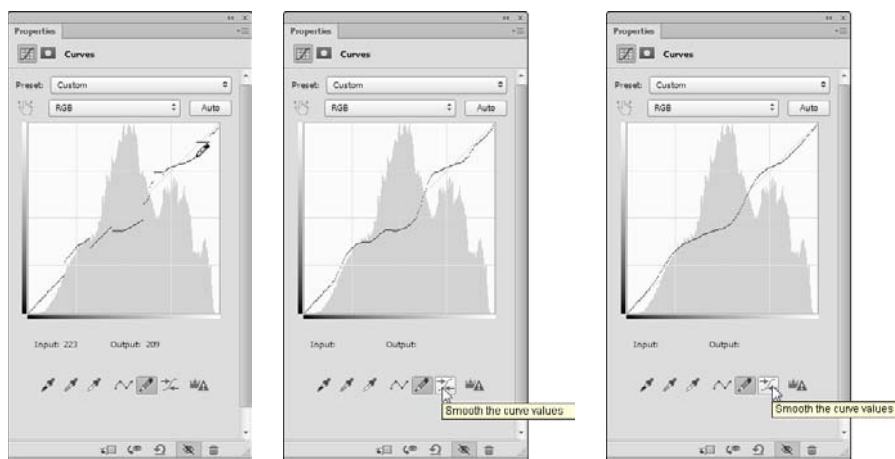 Properties
Curves
Preset: Custom
RGB
Auto
Input: 223 Output: 209
Properties
Curves
Preset: Custom
RGB
Auto
Input: Output:
Smooth the curve values
Properties
Curves
Preset: Custom
RGB
Auto
Input: Output:
Smooth the curve values